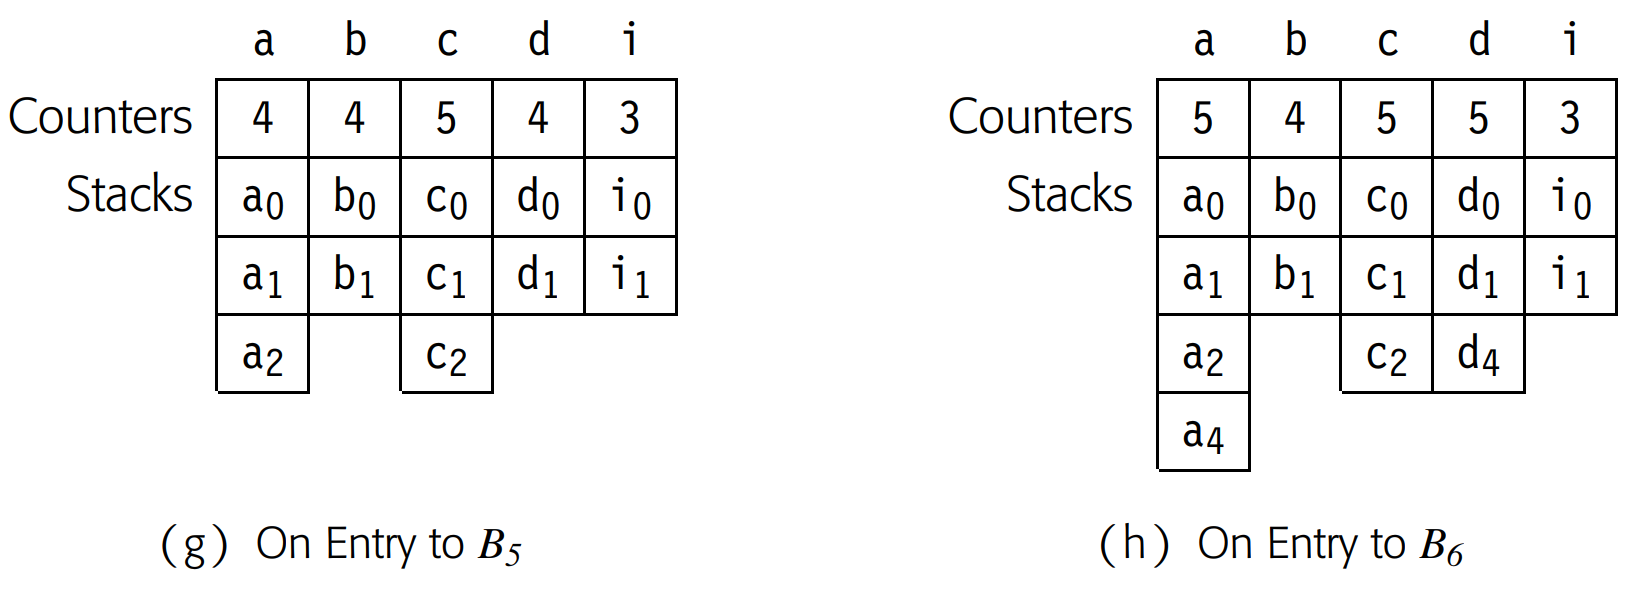 a b c d i a b c d i
Counters 4 4 5 4 3 Counters 5 4 5 5 3
Stacks a0 b0 c0 d0 i0 Stacks a0 b0 c0 d0 i0
a1 b1 c1 d1 i1 a1 b1 c1 d1 i1
a2 c2 a2 c2 d4
a4
(g) On Entry to B5 (h) On Entry to B6